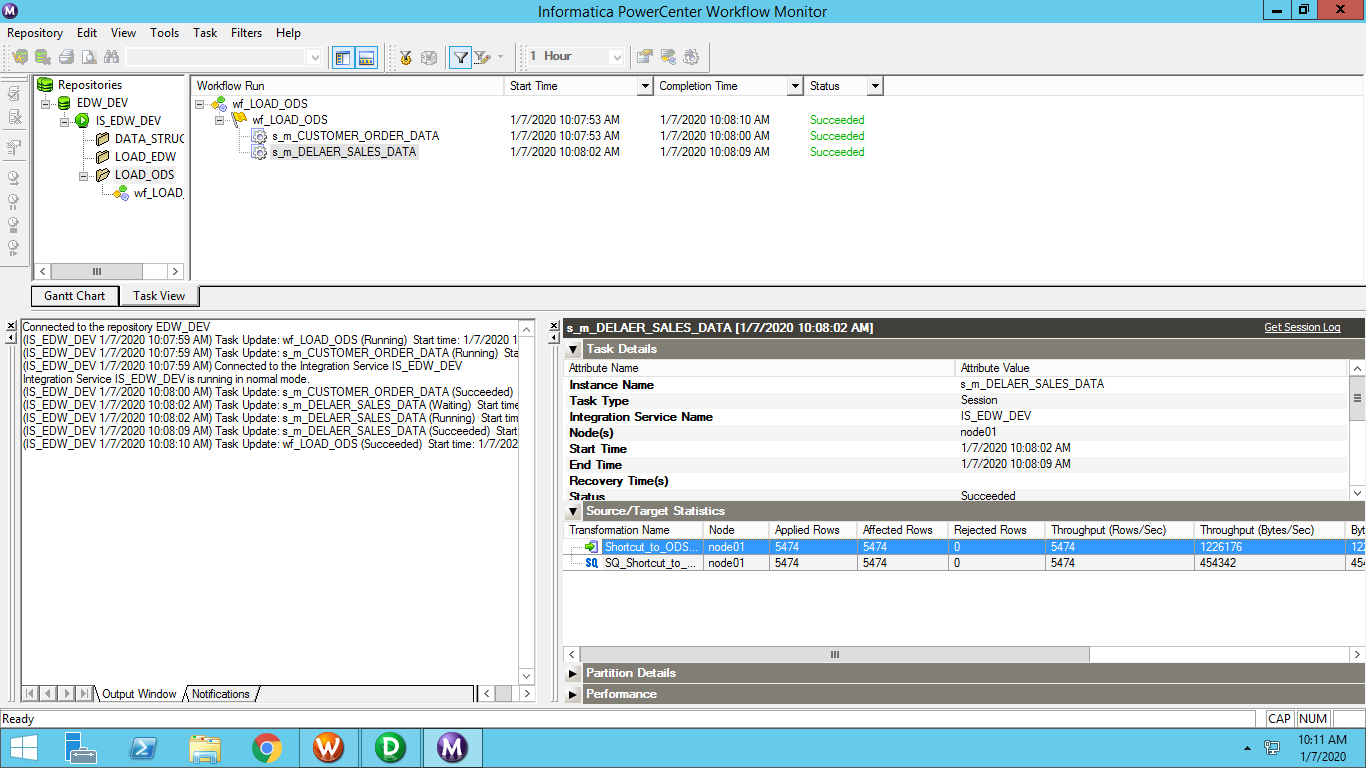 Informatica PowerCenter Workflow Monitor
Repository Edit View Tools Task Filters Help
1 Hour
Repositories
EDW_DEV
IS_EDW_DEV
DATA_STRUC
LOAD_EDW
LOAD_ODS
wf_LOAD_
Workflow Run Start Time Completion Time Status
wf_LOAD_ODS
wf_LOAD_ODS 1/7/2020 10:07:53 AM 1/7/2020 10:08:10 AM Succeeded
s_m_CUSTOMER_ORDER_DATA 1/7/2020 10:07:53 AM 1/7/2020 10:08:00 AM Succeeded
s_m_DELAER_SALES_DATA 1/7/2020 10:08:02 AM 1/7/2020 10:08:09 AM Succeeded
Gantt Chart Task View
Connected to the repository EDW_DEV
(IS_EDW_DEV 1/7/2020 10:07:59 AM) Task Update: wf_LOAD_ODS (Running) Start time: 1/7/2020 1
(IS_EDW_DEV 1/7/2020 10:07:59 AM) Task Update: s_m_CUSTOMER_ORDER_DATA (Running) Sta
(IS_EDW_DEV 1/7/2020 10:07:59 AM) Connected to the Integration Service IS_EDW_DEV
Integration Service IS_EDW_DEV is running in normal mode.
(IS_EDW_DEV 1/7/2020 10:08:00 AM) Task Update: s_m_CUSTOMER_ORDER_DATA (Succeeded)
(IS_EDW_DEV 1/7/2020 10:08:02 AM) Task Update: s_m_DELAER_SALES_DATA (Waiting) Start time
(IS_EDW_DEV 1/7/2020 10:08:02 AM) Task Update: s_m_DELAER_SALES_DATA (Running) Start tim
(IS_EDW_DEV 1/7/2020 10:08:09 AM) Task Update: s_m_DELAER_SALES_DATA (Succeeded) Start
(IS_EDW_DEV 1/7/2020 10:08:10 AM) Task Update: wf_LOAD_ODS (Succeeded) Start time: 1/7/202
Output Window Notifications
s_m_DELAER_SALES_DATA [1/7/2020 10:08:02 AM] Get Session Log
Task Details
Attribute Name Attribute Value
Instance Name s_m_DELAER_SALES_DATA
Task Type Session
Integration Service Name IS_EDW_DEV
Node(s) node01
Start Time 1/7/2020 10:08:02 AM
End Time 1/7/2020 10:08:09 AM
Recovery Time(s)
Status Succeeded
Source/Target Statistics
Transformation Name Node Applied Rows Affected Rows Rejected Rows Throughput (Rows/Sec) Throughput (Bytes/Sec) Byt
Shortcut_to_ODS... node01 5474 5474 0 5474 1226176 122
SQ SQ_Shortcut_to_... node01 5474 5474 0 5474 454342 454
Partition Details
Performance
Ready CAP NUM
W D M
10:11 AM
1/7/2020